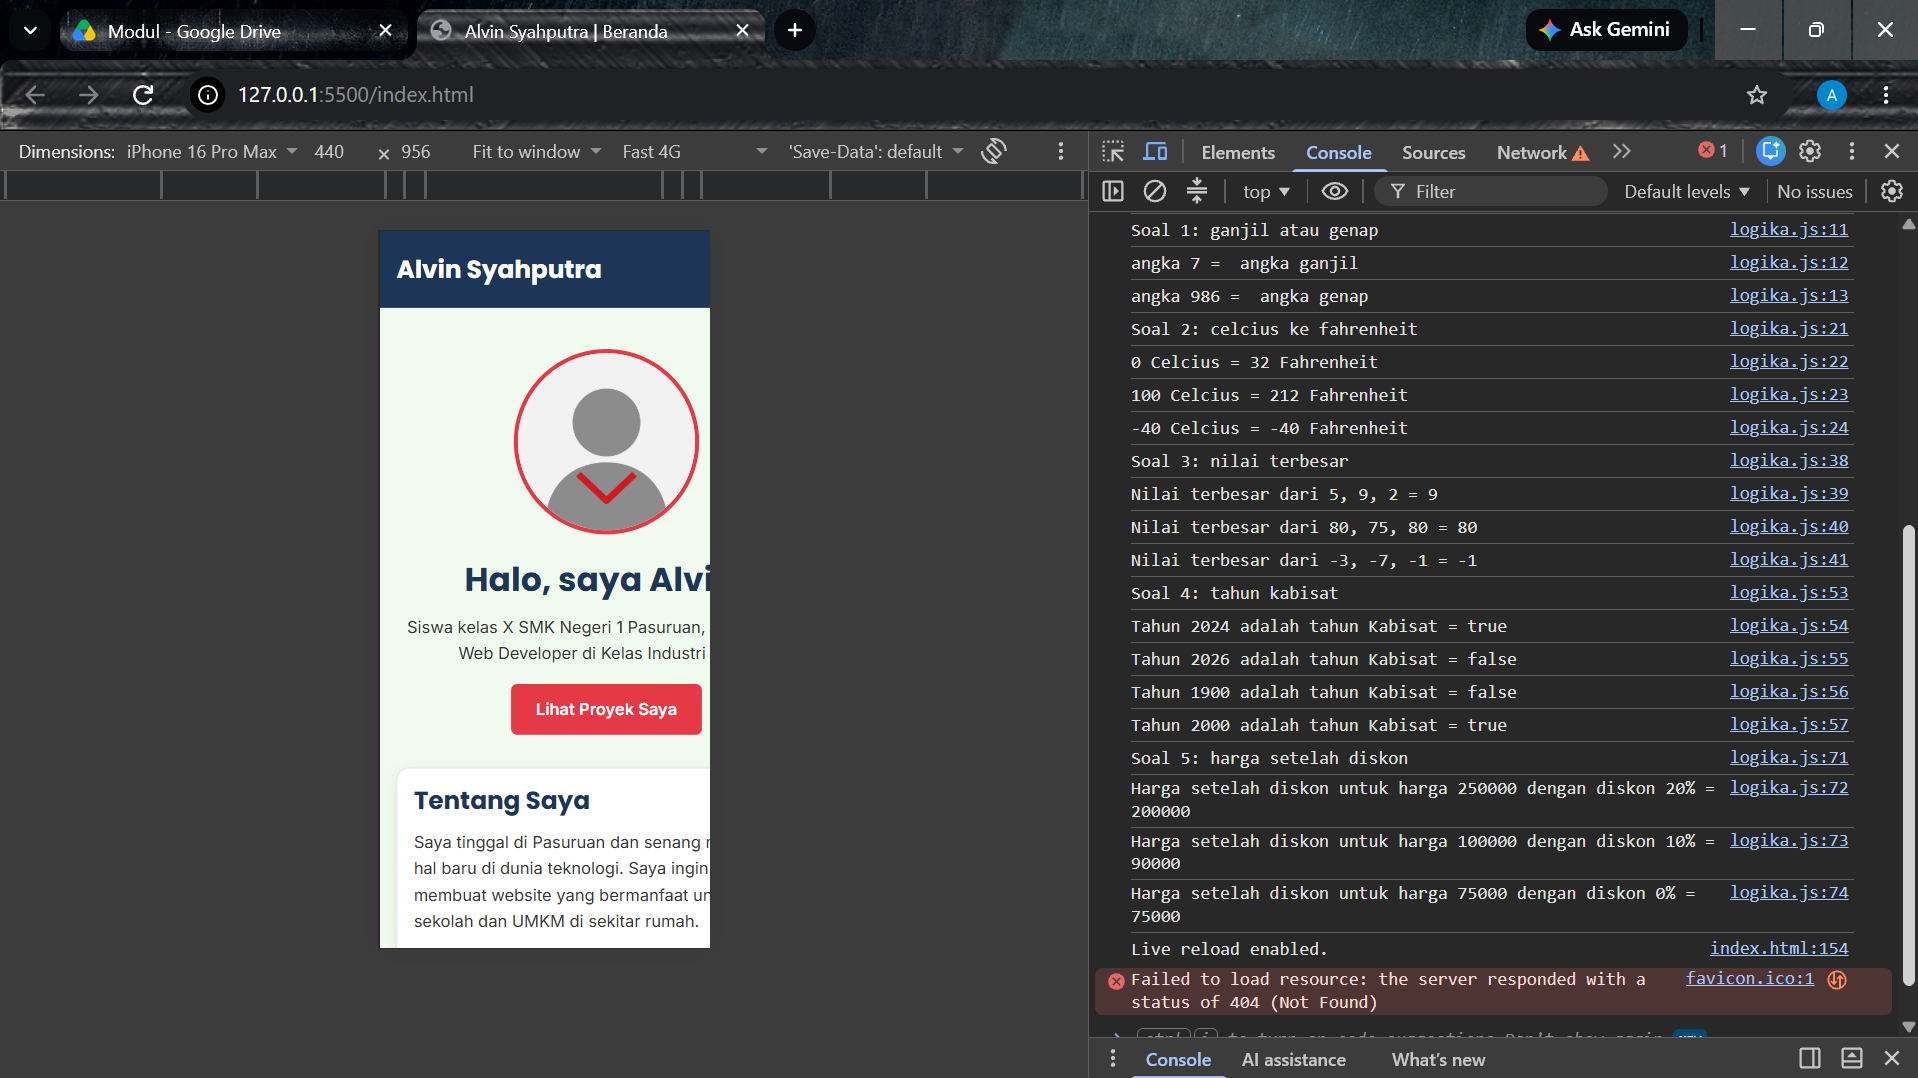 Modul - Google Drive
Alvin Syahputra | Beranda
Ask Gemini
127.0.0.1:5500/index.html
A
Dimensions: iPhone 16 Pro Max 440 × 956 Fit to window Fast 4G 'Save-Data': default
Elements Console Sources Network 1
top Filter Default levels No issues
Alvin Syahputra
Halo, saya Alvi
Siswa kelas X SMK Negeri 1 Pasuruan,
Web Developer di Kelas Industri
Lihat Proyek Saya
Tentang Saya
Saya tinggal di Pasuruan dan senang
hal baru di dunia teknologi. Saya ingin
membuat website yang bermanfaat
sekolah dan UMKM di sekitar rumah.
Soal 1: ganjil atau genap logika.js:11
angka 7 =  angka ganjil logika.js:12
angka 986 =  angka genap logika.js:13
Soal 2: celcius ke fahrenheit logika.js:21
0 Celcius = 32 Fahrenheit logika.js:22
100 Celcius = 212 Fahrenheit logika.js:23
-40 Celcius = -40 Fahrenheit logika.js:24
Soal 3: nilai terbesar logika.js:38
Nilai terbesar dari 5, 9, 2 = 9 logika.js:39
Nilai terbesar dari 80, 75, 80 = 80 logika.js:40
Nilai terbesar dari -3, -7, -1 = -1 logika.js:41
Soal 4: tahun kabisat logika.js:53
Tahun 2024 adalah tahun Kabisat = true logika.js:54
Tahun 2026 adalah tahun Kabisat = false logika.js:55
Tahun 1900 adalah tahun Kabisat = false logika.js:56
Tahun 2000 adalah tahun Kabisat = true logika.js:57
Soal 5: harga setelah diskon logika.js:71
Harga setelah diskon untuk harga 250000 dengan diskon 20% = logika.js:72
200000
Harga setelah diskon untuk harga 100000 dengan diskon 10% = logika.js:73
90000
Harga setelah diskon untuk harga 75000 dengan diskon 0% = logika.js:74
75000
Live reload enabled. index.html:154
Failed to load resource: the server responded with a favicon.ico:1
status of 404 (Not Found)
Console AI assistance What's new